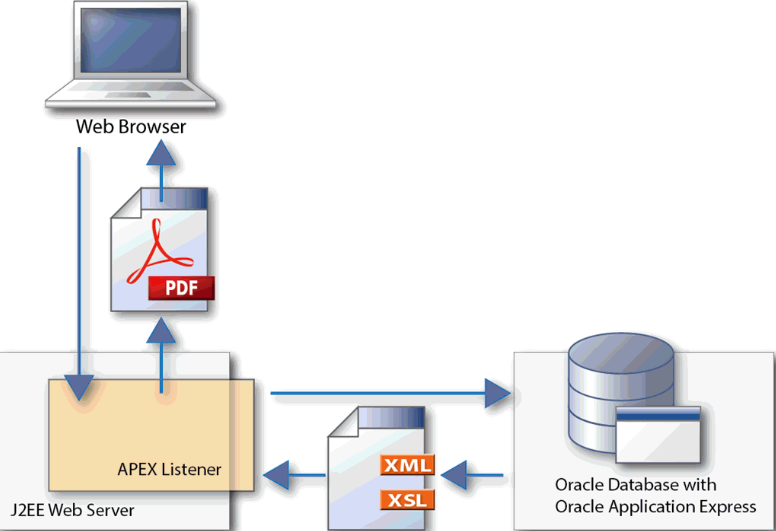 Web Browser
PDF
APEX Listener
J2EE Web Server
XML
XSL
Oracle Database with
Oracle Application Express